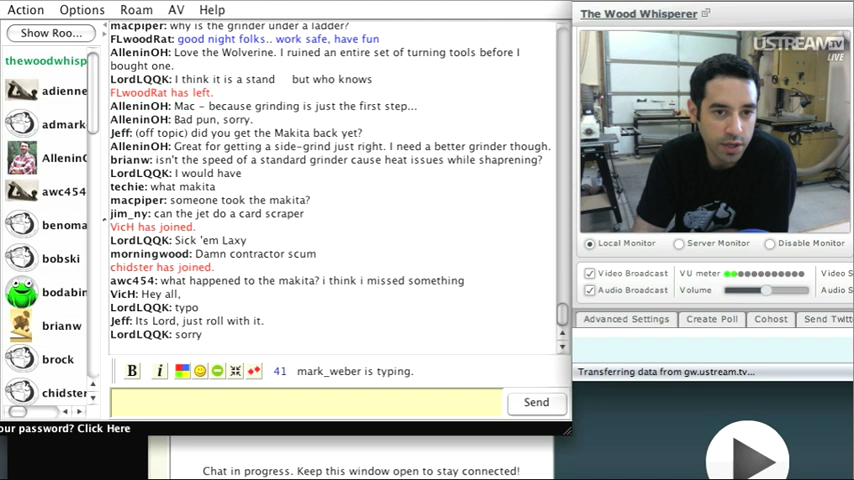 Action Options Roam AV Help
Show Roo...
thewoodwhisp
adienne
admark
AlleninO
awc454
benoma
bobski
bodabin
brianw
brock
chidster
macpiper: why is the grinder under a ladder?
FLwoodRat: good night folks.. work safe, have fun
AlleninOH: Love the Wolverine. I ruined an entire set of turning tools before I
bought one.
LordLQQK: I think it is a stand but who knows
FLwoodRat has left.
AlleninOH: Mac - because grinding is just the first step...
AlleninOH: Bad pun, sorry.
Jeff: (off topic) did you get the Makita back yet?
AlleninOH: Great for getting a side-grind just right. I need a better grinder though.
brianw: isn't the speed of a standard grinder cause heat issues while shaprening?
LordLQQK: I would have
techie: what makita
macpiper: someone took the makita?
jim_ny: can the jet do a card scraper
VicH has joined.
LordLQQK: Sick 'em Laxy
morningwood: Damn contractor scum
chidster has joined.
awc454: what happened to the makita? i think i missed something
VicH: Hey all,
LordLQQK: typo
Jeff: Its Lord, just roll with it.
LordLQQK: sorry
B i 41 mark_weber is typing.
Send
our password? Click Here
Chat in progress. Keep this window open to stay connected!
The Wood Whisperer
USTREAM.TV
LIVE
Local Monitor Server Monitor Disable Monitor
Video Broadcast VU meter Video S
Audio Broadcast Volume Audio S
Advanced Settings Create Poll Cohost Send Twitt
Transferring data from gw.ustream.tv...